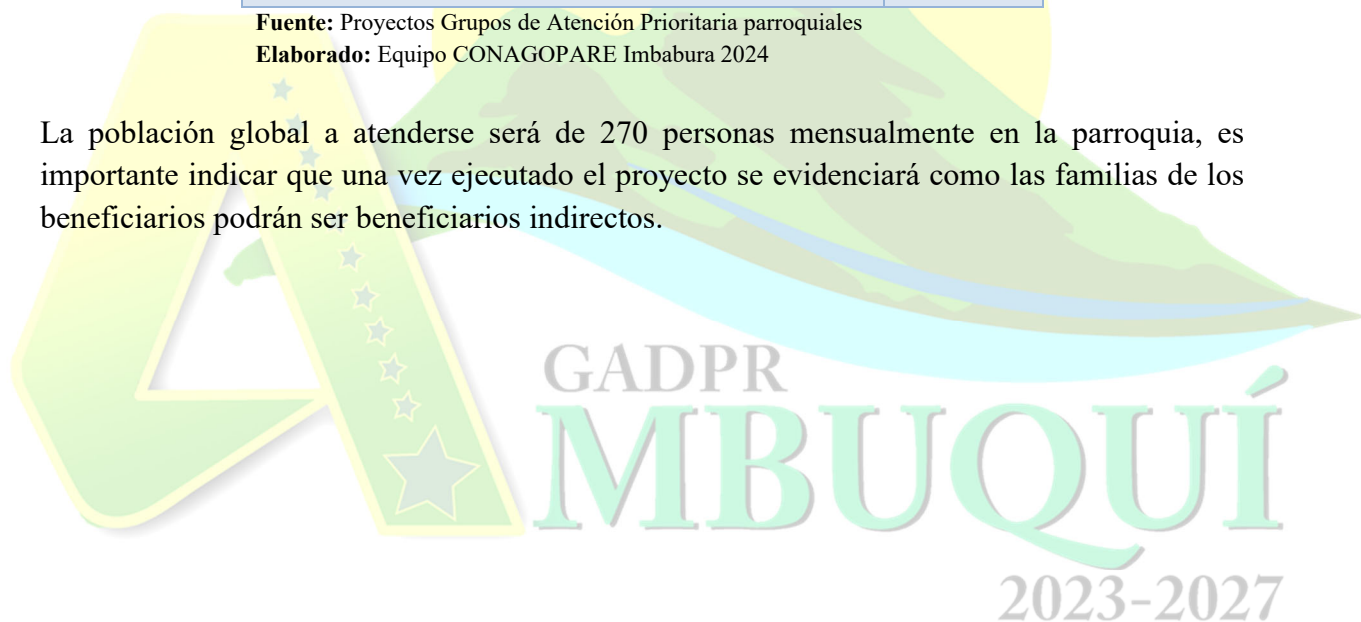 Fuente: Proyectos Grupos de Atención Prioritaria parroquiales
Elaborado: Equipo CONAGOPARE Imbabura 2024
La población global a atenderse será de 270 personas mensualmente en la parroquia, es
importante indicar que una vez ejecutado el proyecto se evidenciará como las familias de los
beneficiarios podrán ser beneficiarios indirectos.
GADPR
AMBUQUÍ
2023-2027